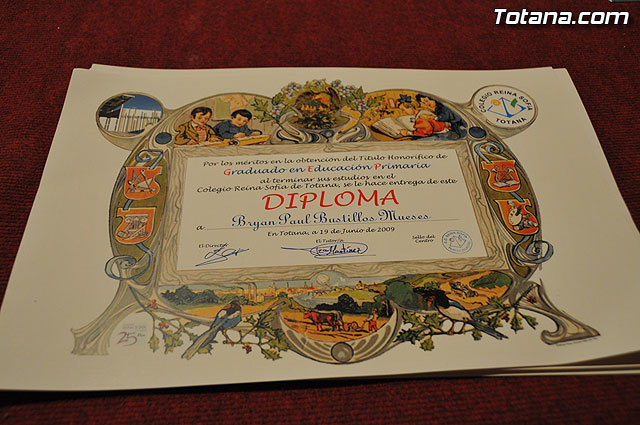 Totana.com
COLEGIO REINA SOFIA
TOTANA
Por los méritos en la obtención del Título Honorífico de
Graduado en Educación Primaria
al terminar sus estudios en el
Colegio Reina Sofía de Totana, se le hace entrega de este
DIPLOMA
a Bryan Paul Bustillos Mueses
En Totana, a 19 de Junio de 2009
El Director
El Tutor/a
Sello del
Centro
25